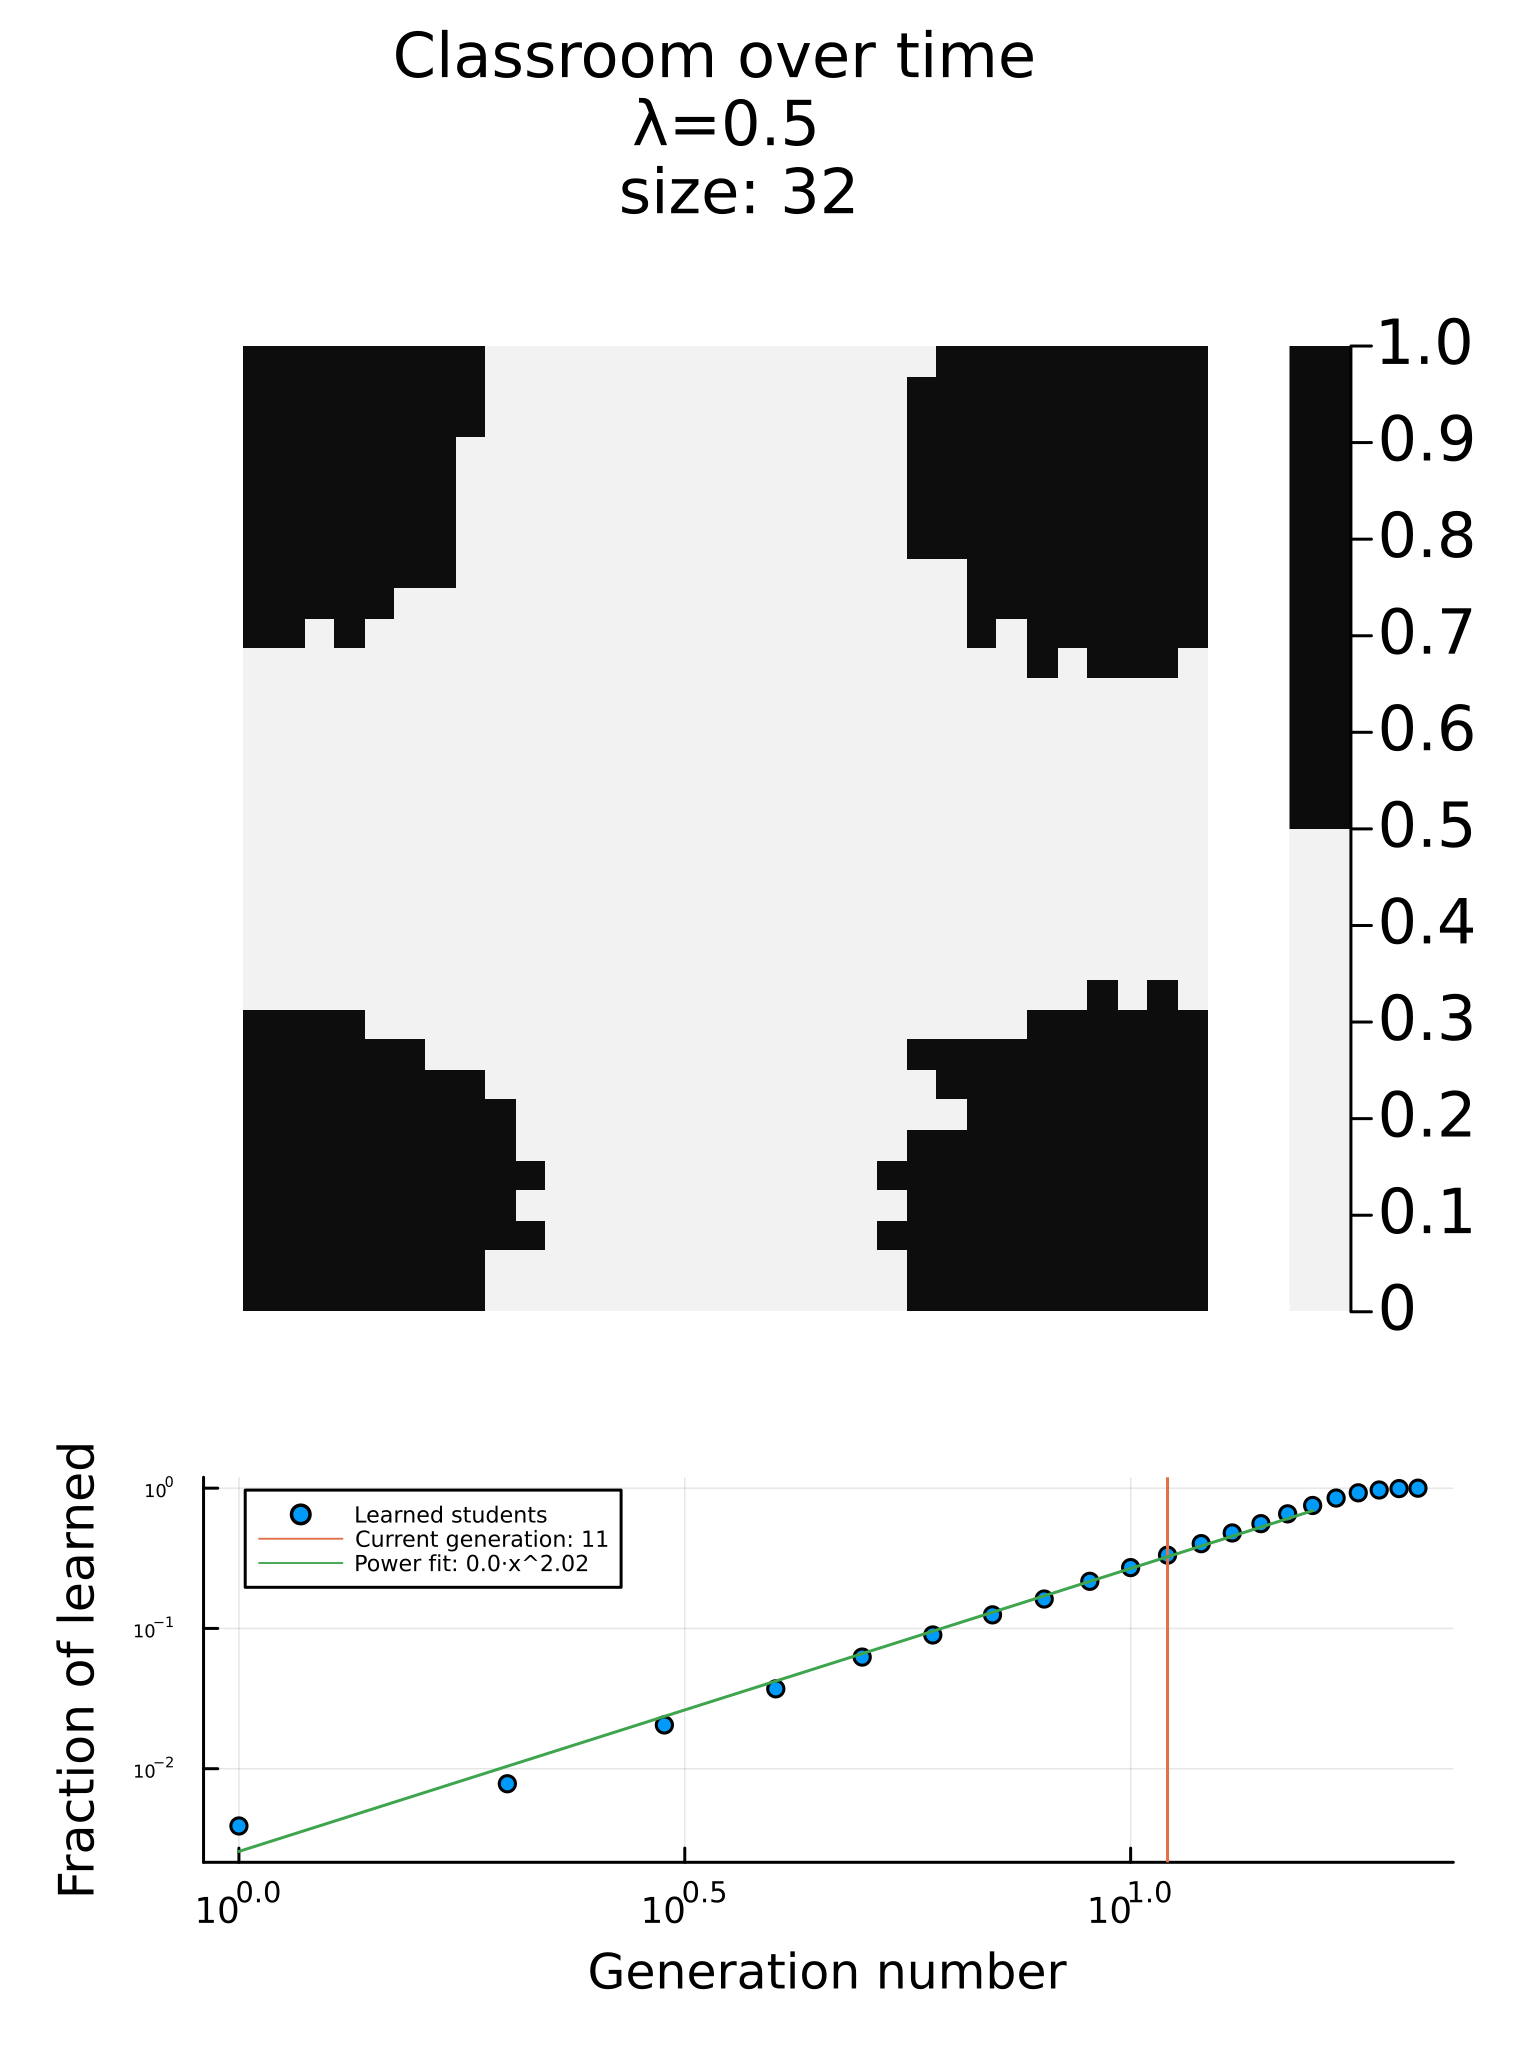 Classroom over time
λ=0.5
size: 32
1.0
0.9
0.8
0.7
0.6
0.5
0.4
0.3
0.2
0.1
0
Fraction of learned
10^0
10^−1
10^−2
Learned students
Current generation: 11
Power fit: 0.0·x^2.02
10^0.0 10^0.5 10^1.0
Generation number